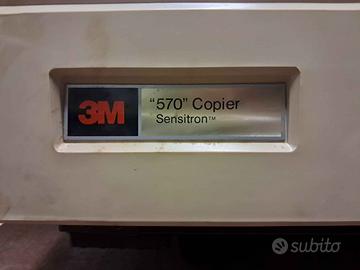 3M
"570" Copier
Sensitron™
subito